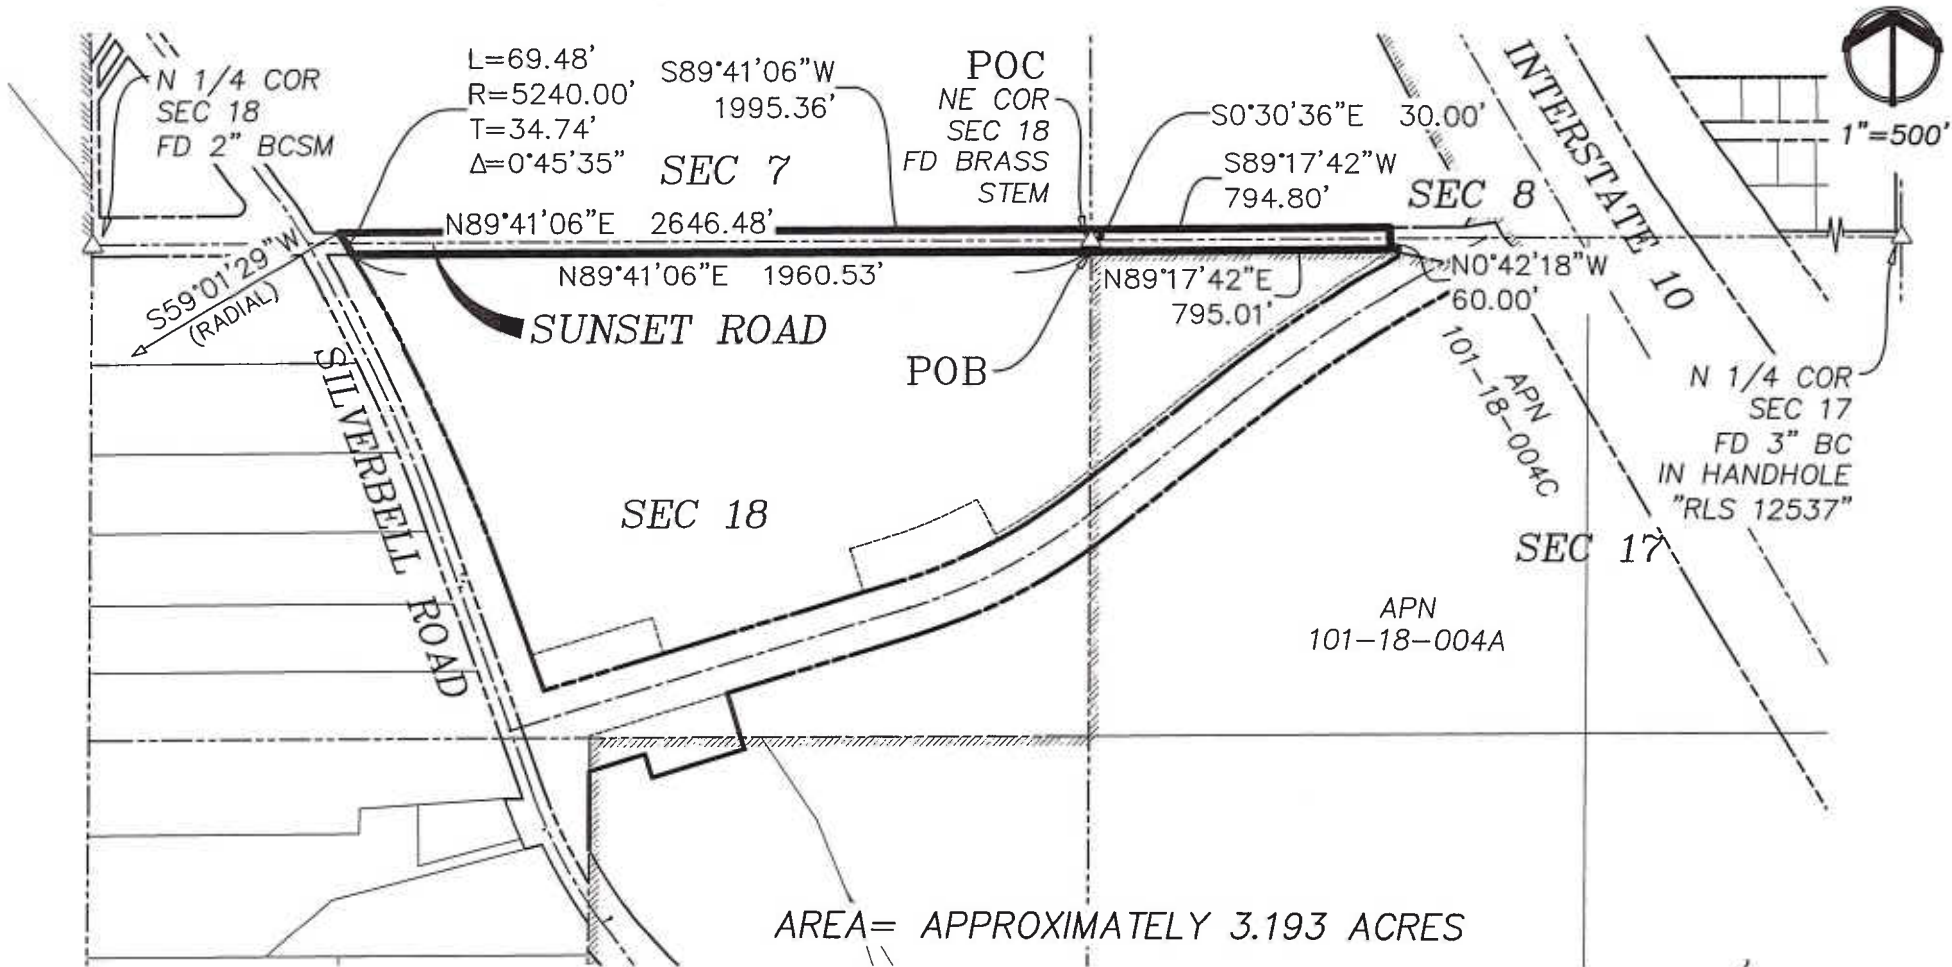 N 1/4 COR
SEC 18
FD 2" BCSM
L=69.48'
R=5240.00'
T=34.74'
Δ=0°45'35"
S89°41'06"W
1995.36'
SEC 7
POC
NE COR
SEC 18
FD BRASS
STEM
S0°30'36"E 30.00'
S89°17'42"W
794.80'
SEC 8
INTERSTATE 10
1"=500'
N89°41'06"E 2646.48'
S59°01'29"W
(RADIAL)
N89°41'06"E 1960.53'
N89°17'42"E
795.01'
N0°42'18"W
60.00'
SUNSET ROAD
POB
SILVERBELL ROAD
APN
101-18-004C
N 1/4 COR
SEC 17
FD 3" BC
IN HANDHOLE
"RLS 12537"
SEC 18
SEC 17
APN
101-18-004A
AREA= APPROXIMATELY 3.193 ACRES